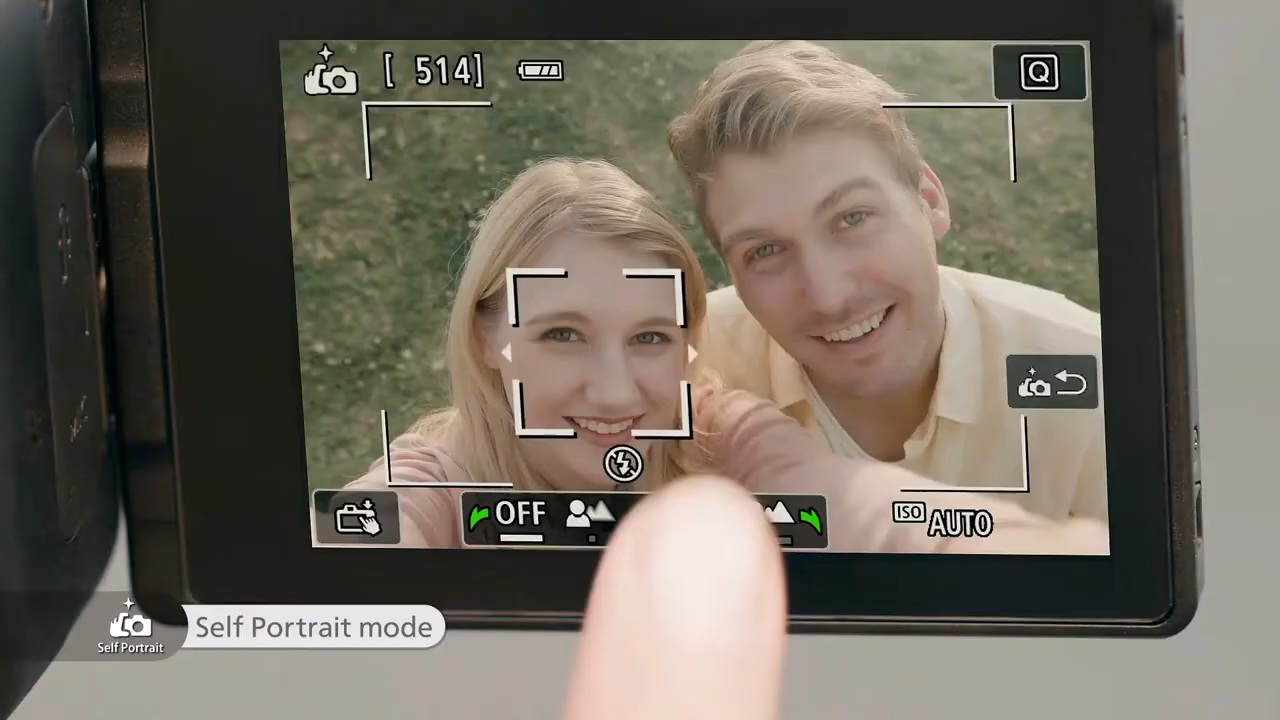 [ 514]
Q
OFF
ISO AUTO
Self Portrait mode
Self Portrait